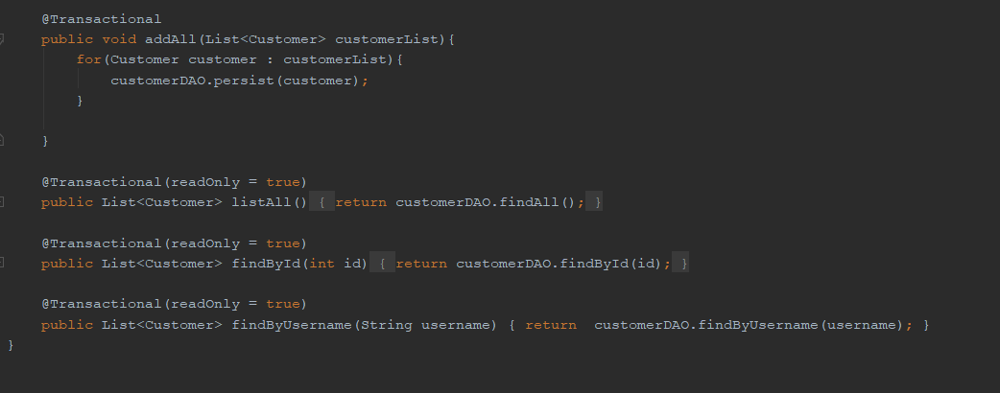 @Transactional
public void addAll(List<Customer> customerList){
for(Customer customer : customerList){
customerDAO.persist(customer);
}
}
@Transactional(readOnly = true)
public List<Customer> listAll() { return customerDAO.findAll(); }
@Transactional(readOnly = true)
public List<Customer> findById(int id) { return customerDAO.findById(id); }
@Transactional(readOnly = true)
public List<Customer> findByUsername(String username) { return  customerDAO.findByUsername(username); }
}